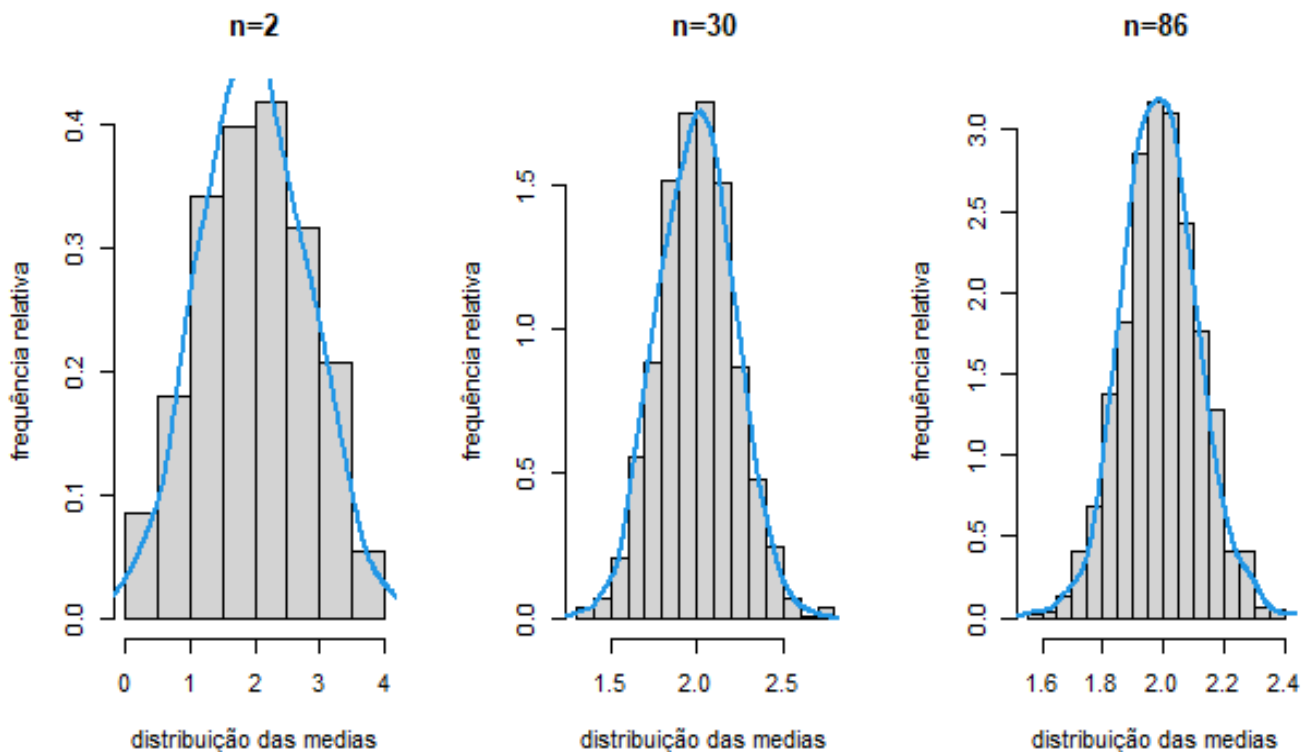 n=2
frequência relativa
0.0 0.1 0.2 0.3 0.4
0 1 2 3 4
distribuição das medias
n=30
frequência relativa
0.0 0.5 1.0 1.5
1.5 2.0 2.5
distribuição das medias
n=86
frequência relativa
0.0 0.5 1.0 1.5 2.0 2.5 3.0
1.6 1.8 2.0 2.2 2.4
distribuição das medias